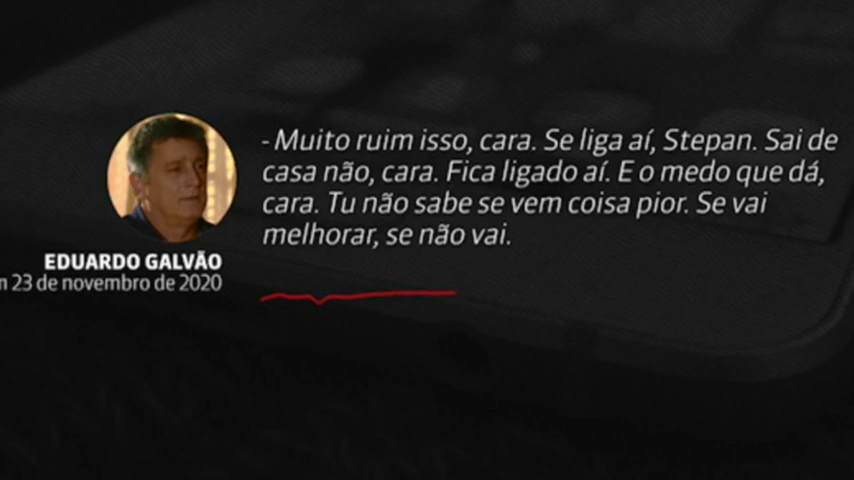 - Muito ruim isso, cara. Se liga aí, Stepan. Sai de
casa não, cara. Fica ligado aí. E o medo que dá,
cara. Tu não sabe se vem coisa pior. Se vai
melhorar, se não vai.
EDUARDO GALVÃO
23 de novembro de 2020